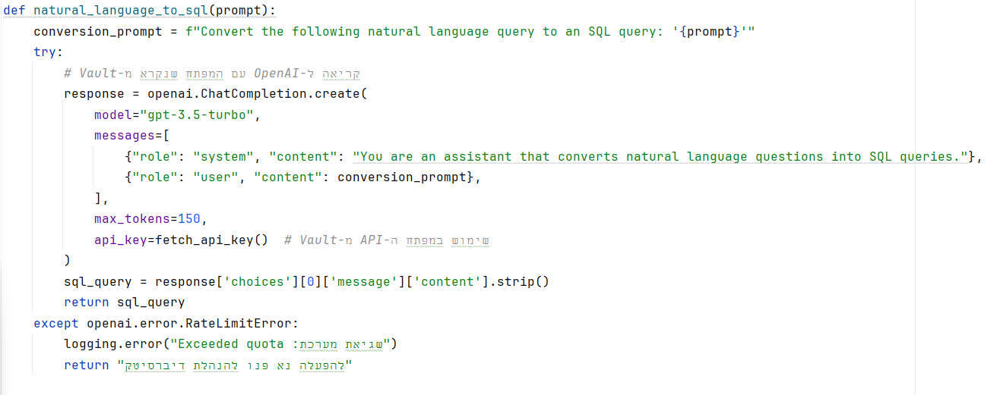 def natural_language_to_sql(prompt):
    conversion_prompt = f"Convert the following natural language query to an SQL query: '{prompt}'"
    try:
        # קריאה ל-OpenAI עם המפתח שנקרא מ-Vault
        response = openai.ChatCompletion.create(
            model="gpt-3.5-turbo",
            messages=[
                {"role": "system", "content": "You are an assistant that converts natural language questions into SQL queries."},
                {"role": "user", "content": conversion_prompt},
            ],
            max_tokens=150,
            api_key=fetch_api_key()  # שימוש במפתח ה-API מ-Vault
        )
        sql_query = response['choices'][0]['message']['content'].strip()
        return sql_query
    except openai.error.RateLimitError:
        logging.error("Exceeded quota :שגיאת מערכת")
        return "להפעלה נא פנו להנהלת דיברסיטק"